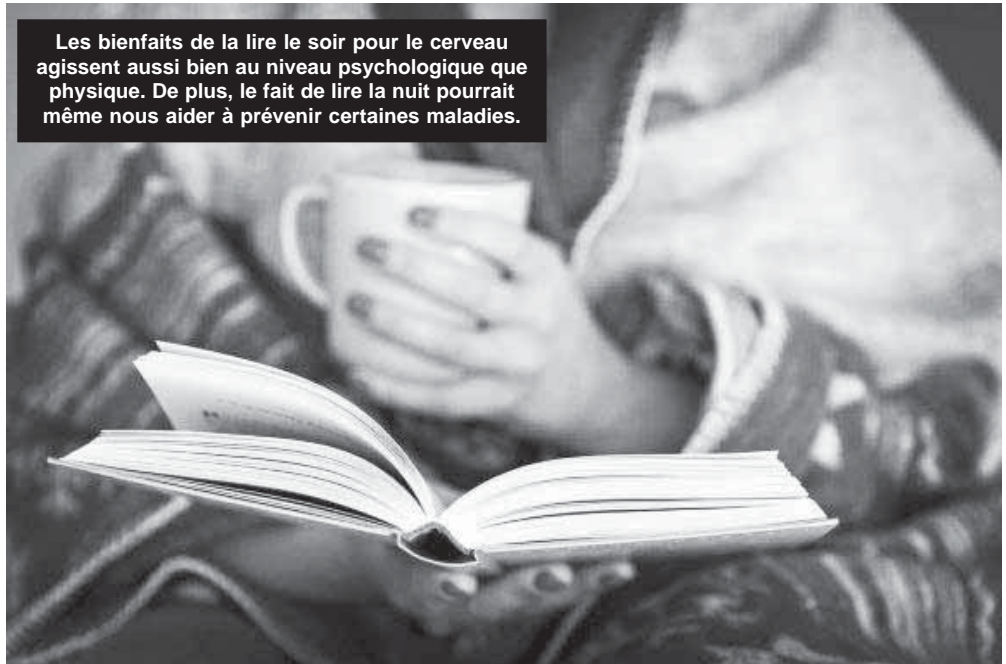 Les bienfaits de la lire le soir pour le cerveau
agissent aussi bien au niveau psychologique que
physique. De plus, le fait de lire la nuit pourrait
même nous aider à prévenir certaines maladies.